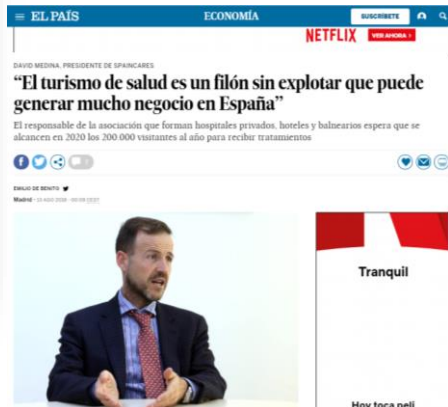 EL PAÍS
ECONOMÍA
SUSCRÍBETE
NETFLIX
VER AHORA >
DAVID MEDINA, PRESIDENTE DE SPAINCARES
“El turismo de salud es un filón sin explotar que puede
generar mucho negocio en España”
El responsable de la asociación que forman hospitales privados, hoteles y balnearios espera que se
alcancen en 2020 los 200.000 visitantes al año para recibir tratamientos
EMILIO DE BENITO
Madrid
Tranquil
Hoy toca peli